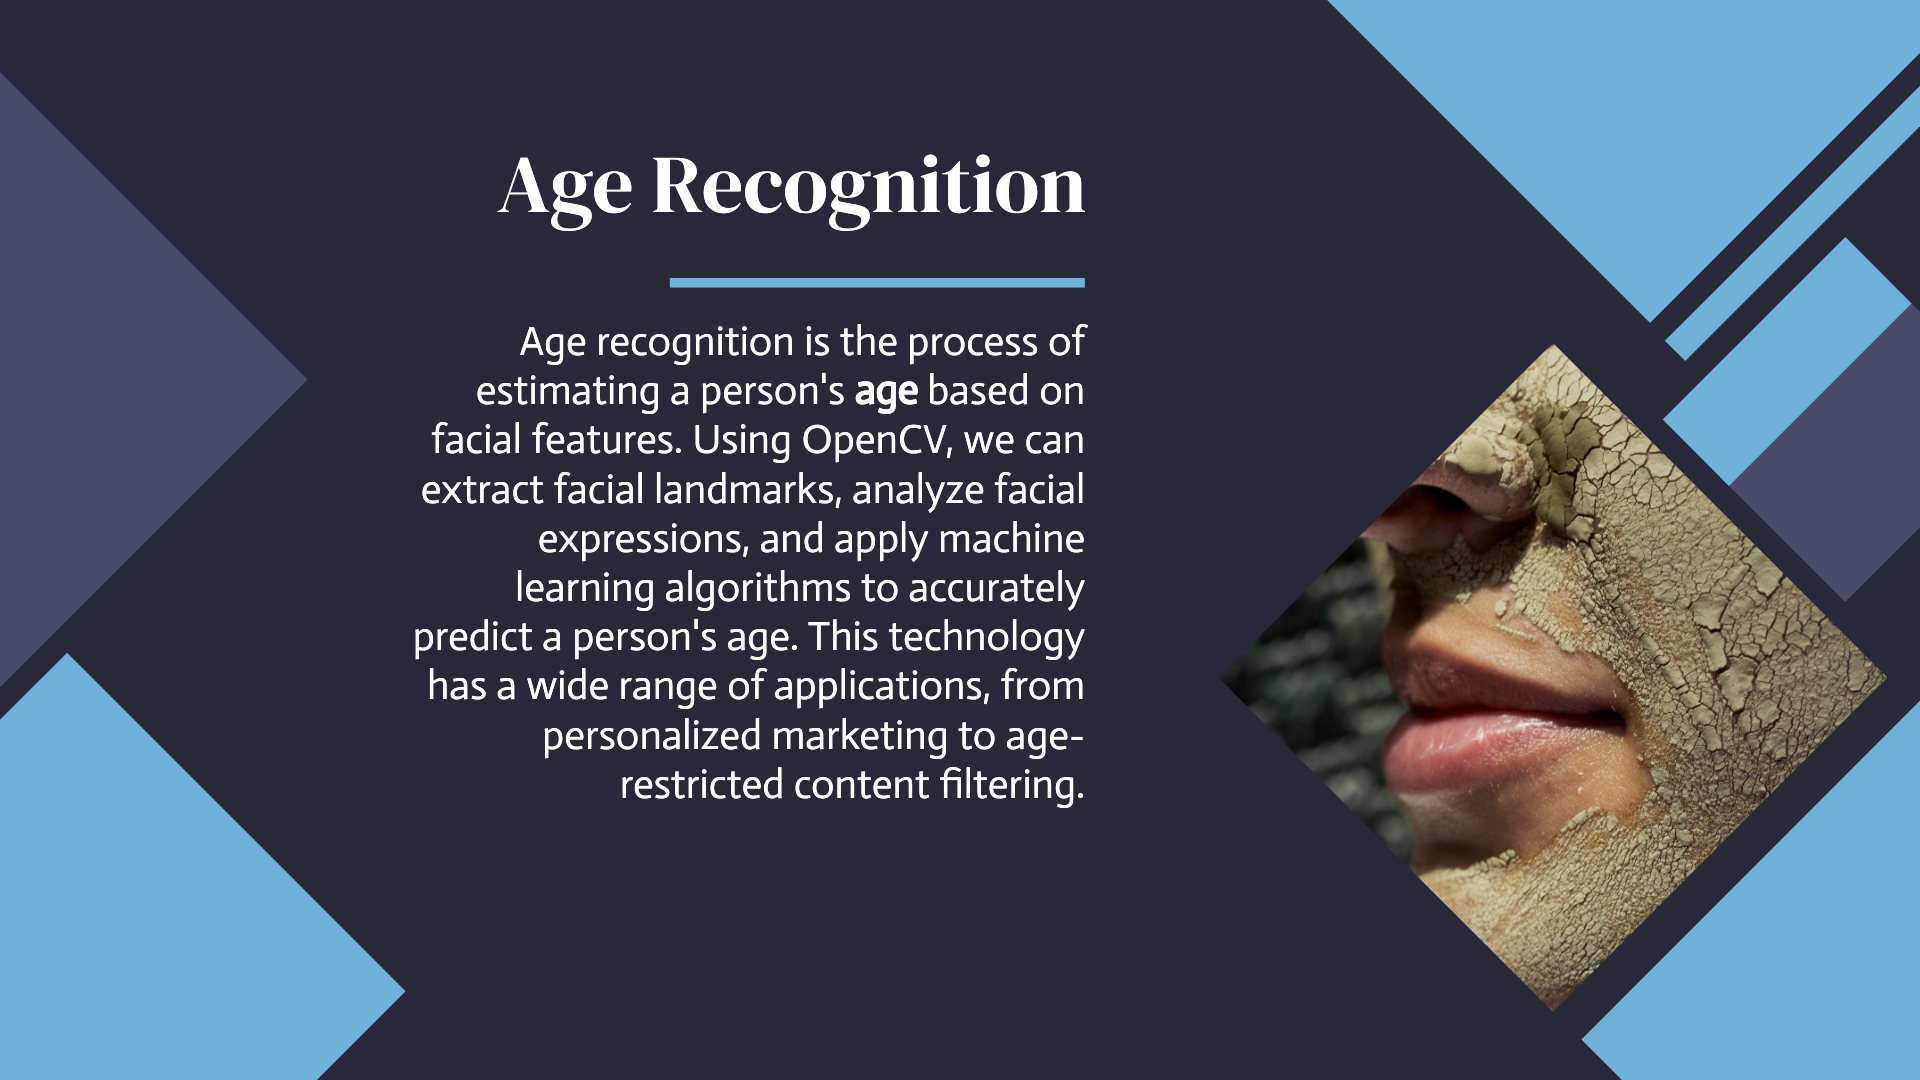 Age Recognition
Age recognition is the process of
estimating a person's age based on
facial features. Using OpenCV, we can
extract facial landmarks, analyze facial
expressions, and apply machine
learning algorithms to accurately
predict a person's age. This technology
has a wide range of applications, from
personalized marketing to age-
restricted content filtering.